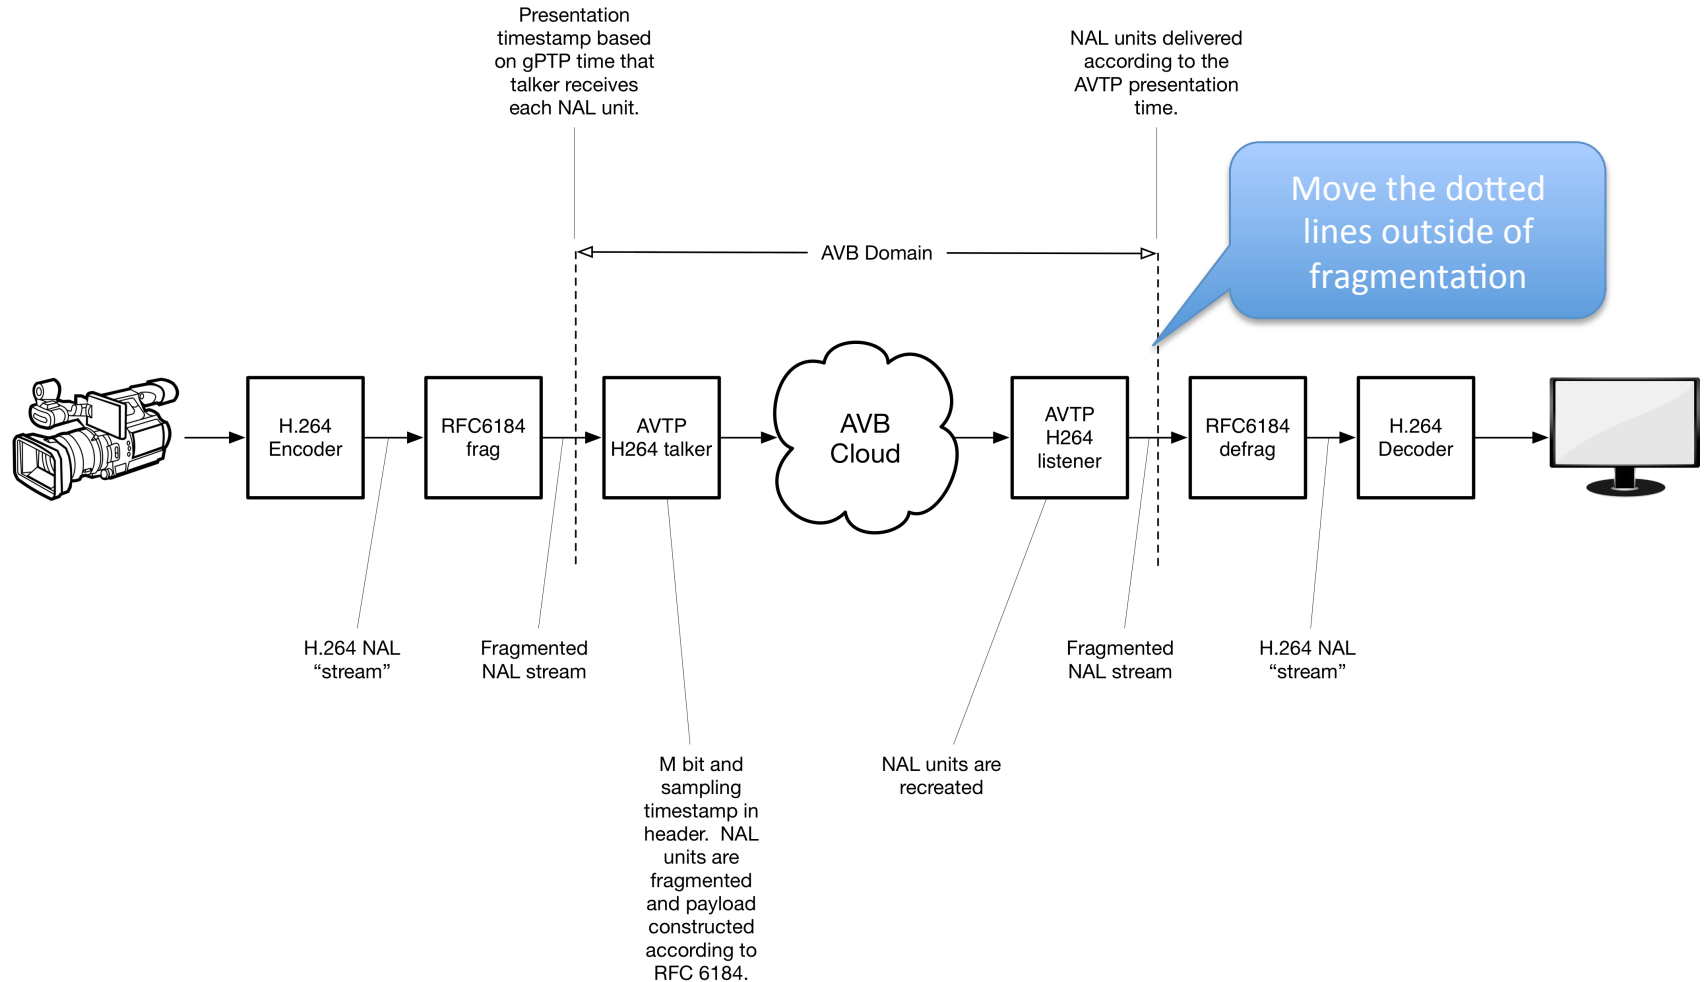 Presentation
timestamp based
on gPTP time that
talker receives
each NAL unit.
NAL units delivered
according to the
AVTP presentation
time.
Move the dotted
lines outside of
fragmentation
AVB Domain
H.264
Encoder
RFC6184
frag
AVTP
H264 talker
AVB
Cloud
AVTP
H264
listener
RFC6184
defrag
H.264
Decoder
H.264 NAL
“stream”
Fragmented
NAL stream
Fragmented
NAL stream
H.264 NAL
“stream”
M bit and
sampling
timestamp in
header.  NAL
units are
fragmented
and payload
constructed
according to
RFC 6184.
NAL units are
recreated